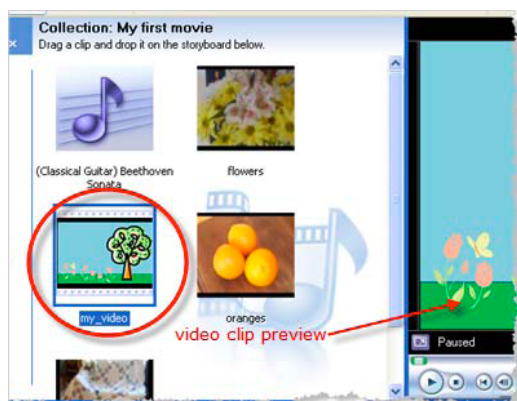 Collection: My first movie
Drag a clip and drop it on the storyboard below.
(Classical Guitar) Beethoven
Sonata
flowers
my_video
oranges
video clip preview
Paused